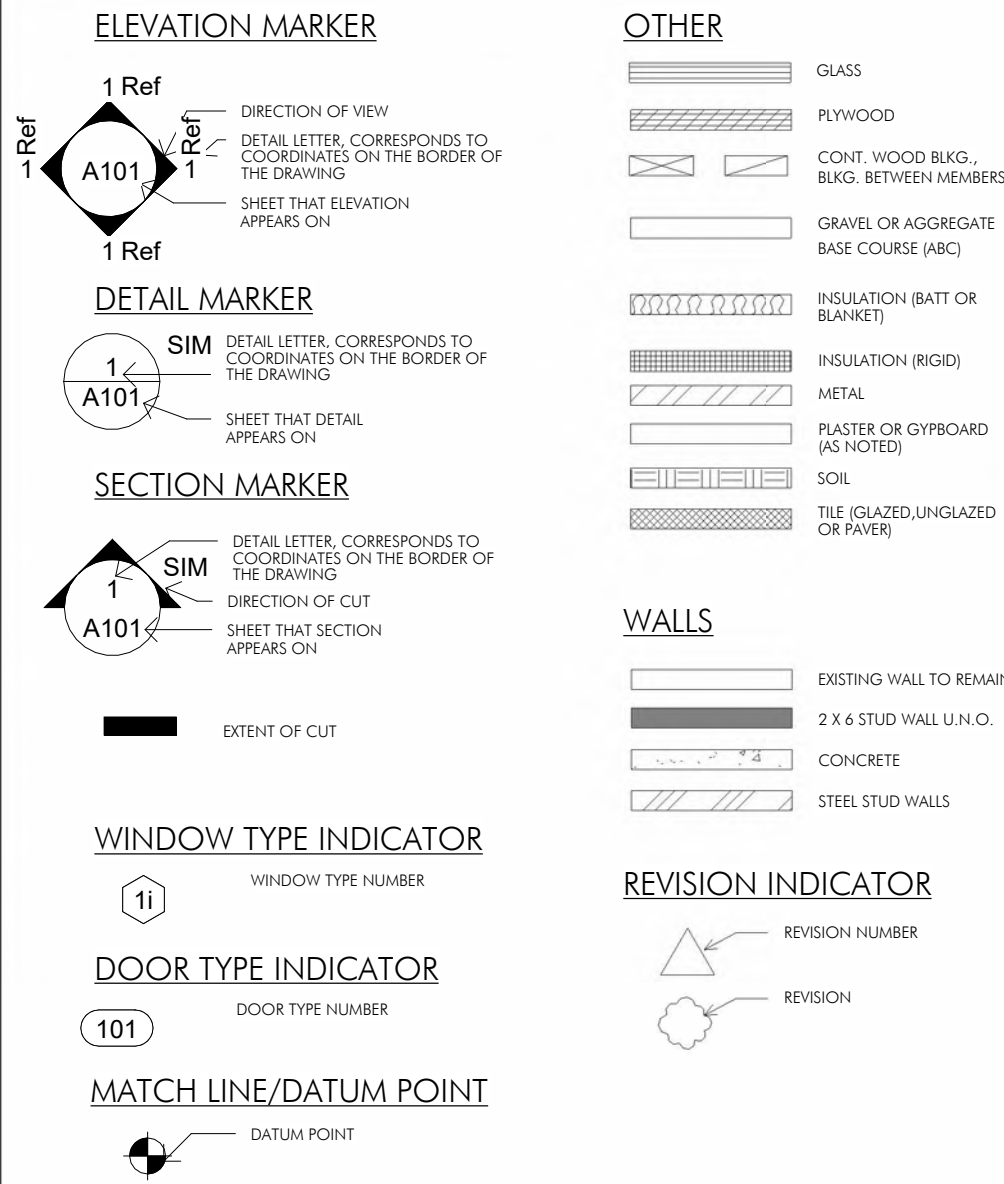 ELEVATION MARKER
1 Ref
1 Ref
A101
1 Ref
1 Ref
DIRECTION OF VIEW
DETAIL LETTER, CORRESPONDS TO
COORDINATES ON THE BORDER OF
THE DRAWING
SHEET THAT ELEVATION
APPEARS ON
DETAIL MARKER
1
A101
SIM
DETAIL LETTER, CORRESPONDS TO
COORDINATES ON THE BORDER OF
THE DRAWING
SHEET THAT DETAIL
APPEARS ON
SECTION MARKER
1
A101
SIM
DETAIL LETTER, CORRESPONDS TO
COORDINATES ON THE BORDER OF
THE DRAWING
DIRECTION OF CUT
SHEET THAT SECTION
APPEARS ON
EXTENT OF CUT
WINDOW TYPE INDICATOR
1i
WINDOW TYPE NUMBER
DOOR TYPE INDICATOR
101
DOOR TYPE NUMBER
MATCH LINE/DATUM POINT
DATUM POINT
OTHER
GLASS
PLYWOOD
CONT. WOOD BLKG.,
BLKG. BETWEEN MEMBERS
GRAVEL OR AGGREGATE
BASE COURSE (ABC)
INSULATION (BATT OR
BLANKET)
INSULATION (RIGID)
METAL
PLASTER OR GYPBOARD
(AS NOTED)
SOIL
TILE (GLAZED,UNGLAZED
OR PAVER)
WALLS
EXISTING WALL TO REMAIN
2 X 6 STUD WALL U.N.O.
CONCRETE
STEEL STUD WALLS
REVISION INDICATOR
REVISION NUMBER
REVISION